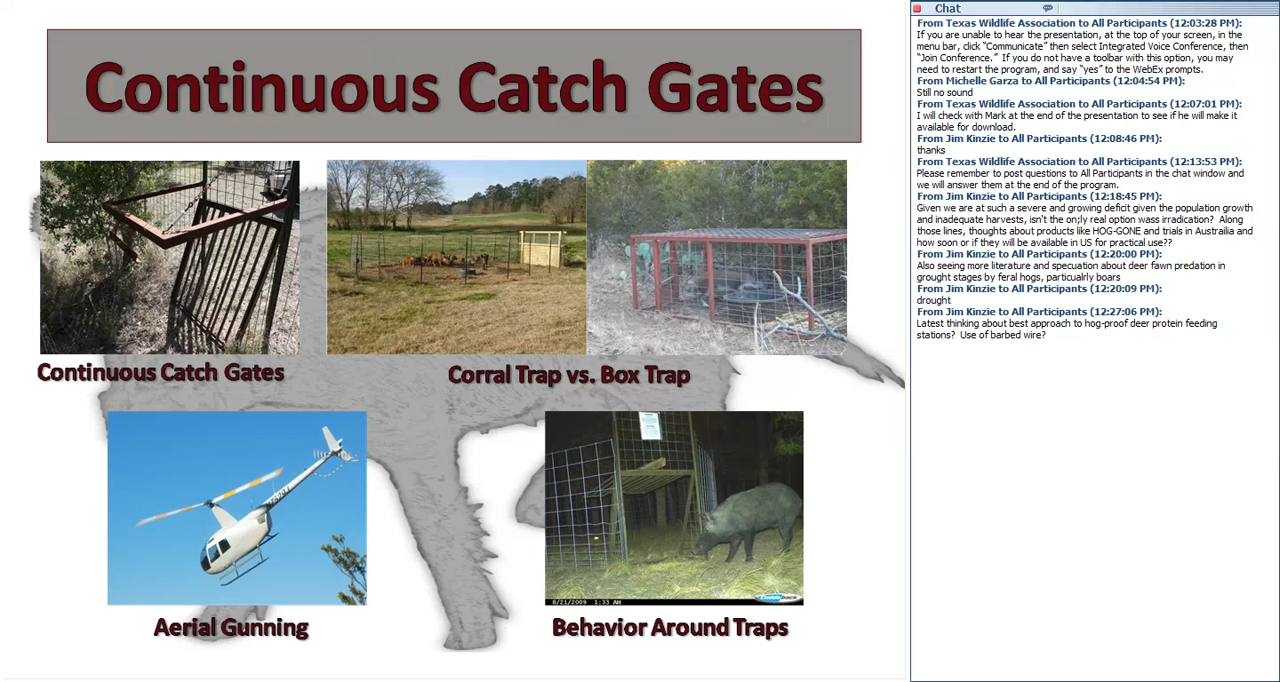 Continuous Catch Gates
Continuous Catch Gates
Corral Trap vs. Box Trap
Aerial Gunning
8/21/2009 1:33 AM
Behavior Around Traps
Chat
From Texas Wildlife Association to All Participants (12:03:28 PM):
If you are unable to hear the presentation, at the top of your screen, in the
menu bar, click "Communicate" then select Integrated Voice Conference, then
"Join Conference." If you do not have a toolbar with this option, you may
need to restart the program, and say "yes" to the WebEx prompts.
From Michelle Garza to All Participants (12:04:54 PM):
Still no sound
From Texas Wildlife Association to All Participants (12:07:01 PM):
I will check with Mark at the end of the presentation to see if he will make it
available for download.
From Jim Kinzie to All Participants (12:08:46 PM):
thanks
From Texas Wildlife Association to All Participants (12:13:53 PM):
Please remember to post questions to All Participants in the chat window and
we will answer them at the end of the program.
From Jim Kinzie to All Participants (12:18:45 PM):
Given we are at such a severe and growing deficit given the population growth
and inadequate harvests, isn't the on;ly real option wass irradication? Along
those lines, thoughts about products like HOG-GONE and trials in Austrailia and
how soon or if they will be available in US for practical use??
From Jim Kinzie to All Participants (12:20:00 PM):
Also seeing more literature and specuation about deer fawn predation in
grought stages by feral hogs, particualrly boars
From Jim Kinzie to All Participants (12:20:09 PM):
drought
From Jim Kinzie to All Participants (12:27:06 PM):
Latest thinking about best approach to hog-proof deer protein feeding
stations? Use of barbed wire?